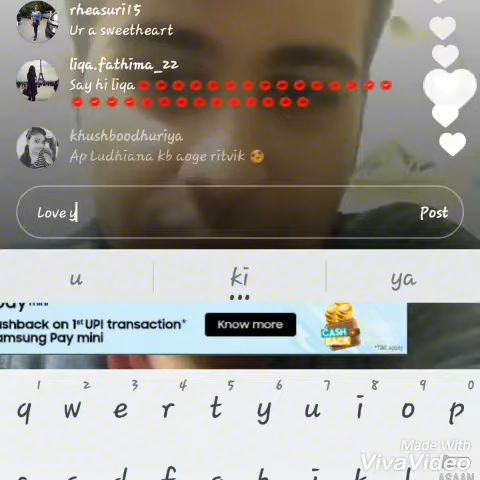 rheasuri15
Ur a sweetheart
liqa.fathima_22
Say hi liqa💋💋💋💋💋💋💋💋💋💋💋💋💋💋💋
💋💋💋💋💋💋💋💋💋💋💋💋💋💋
khushboodhuriya
Ap Ludhiana kb aoge ritvik
Love y
Post
u ki ya
ashback on 1st UPI transaction*
amsung Pay mini
Know more
CASH
BACK
*T&C apply
1 2 3 4 5 6 7 8 9 0
q w e r t y u i o p
Made With
VivaVideo